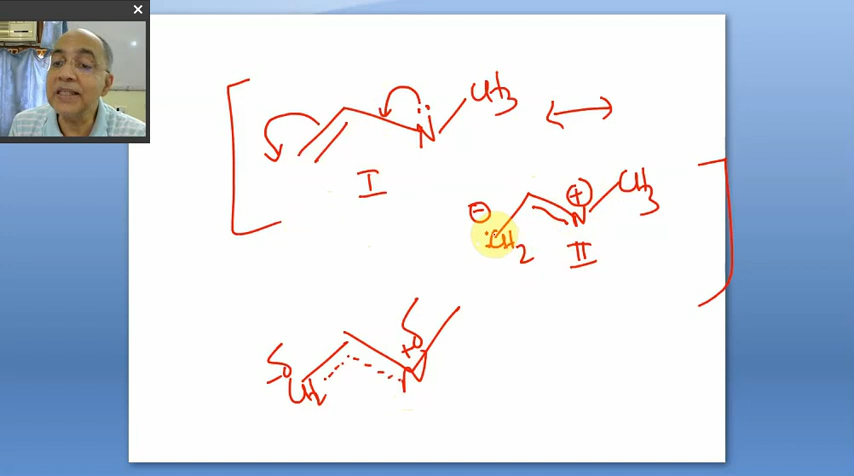 N̈ CH3 ↔
I
⊖ :CH2 N⊕ CH3
II
-δ CH2 N +δ